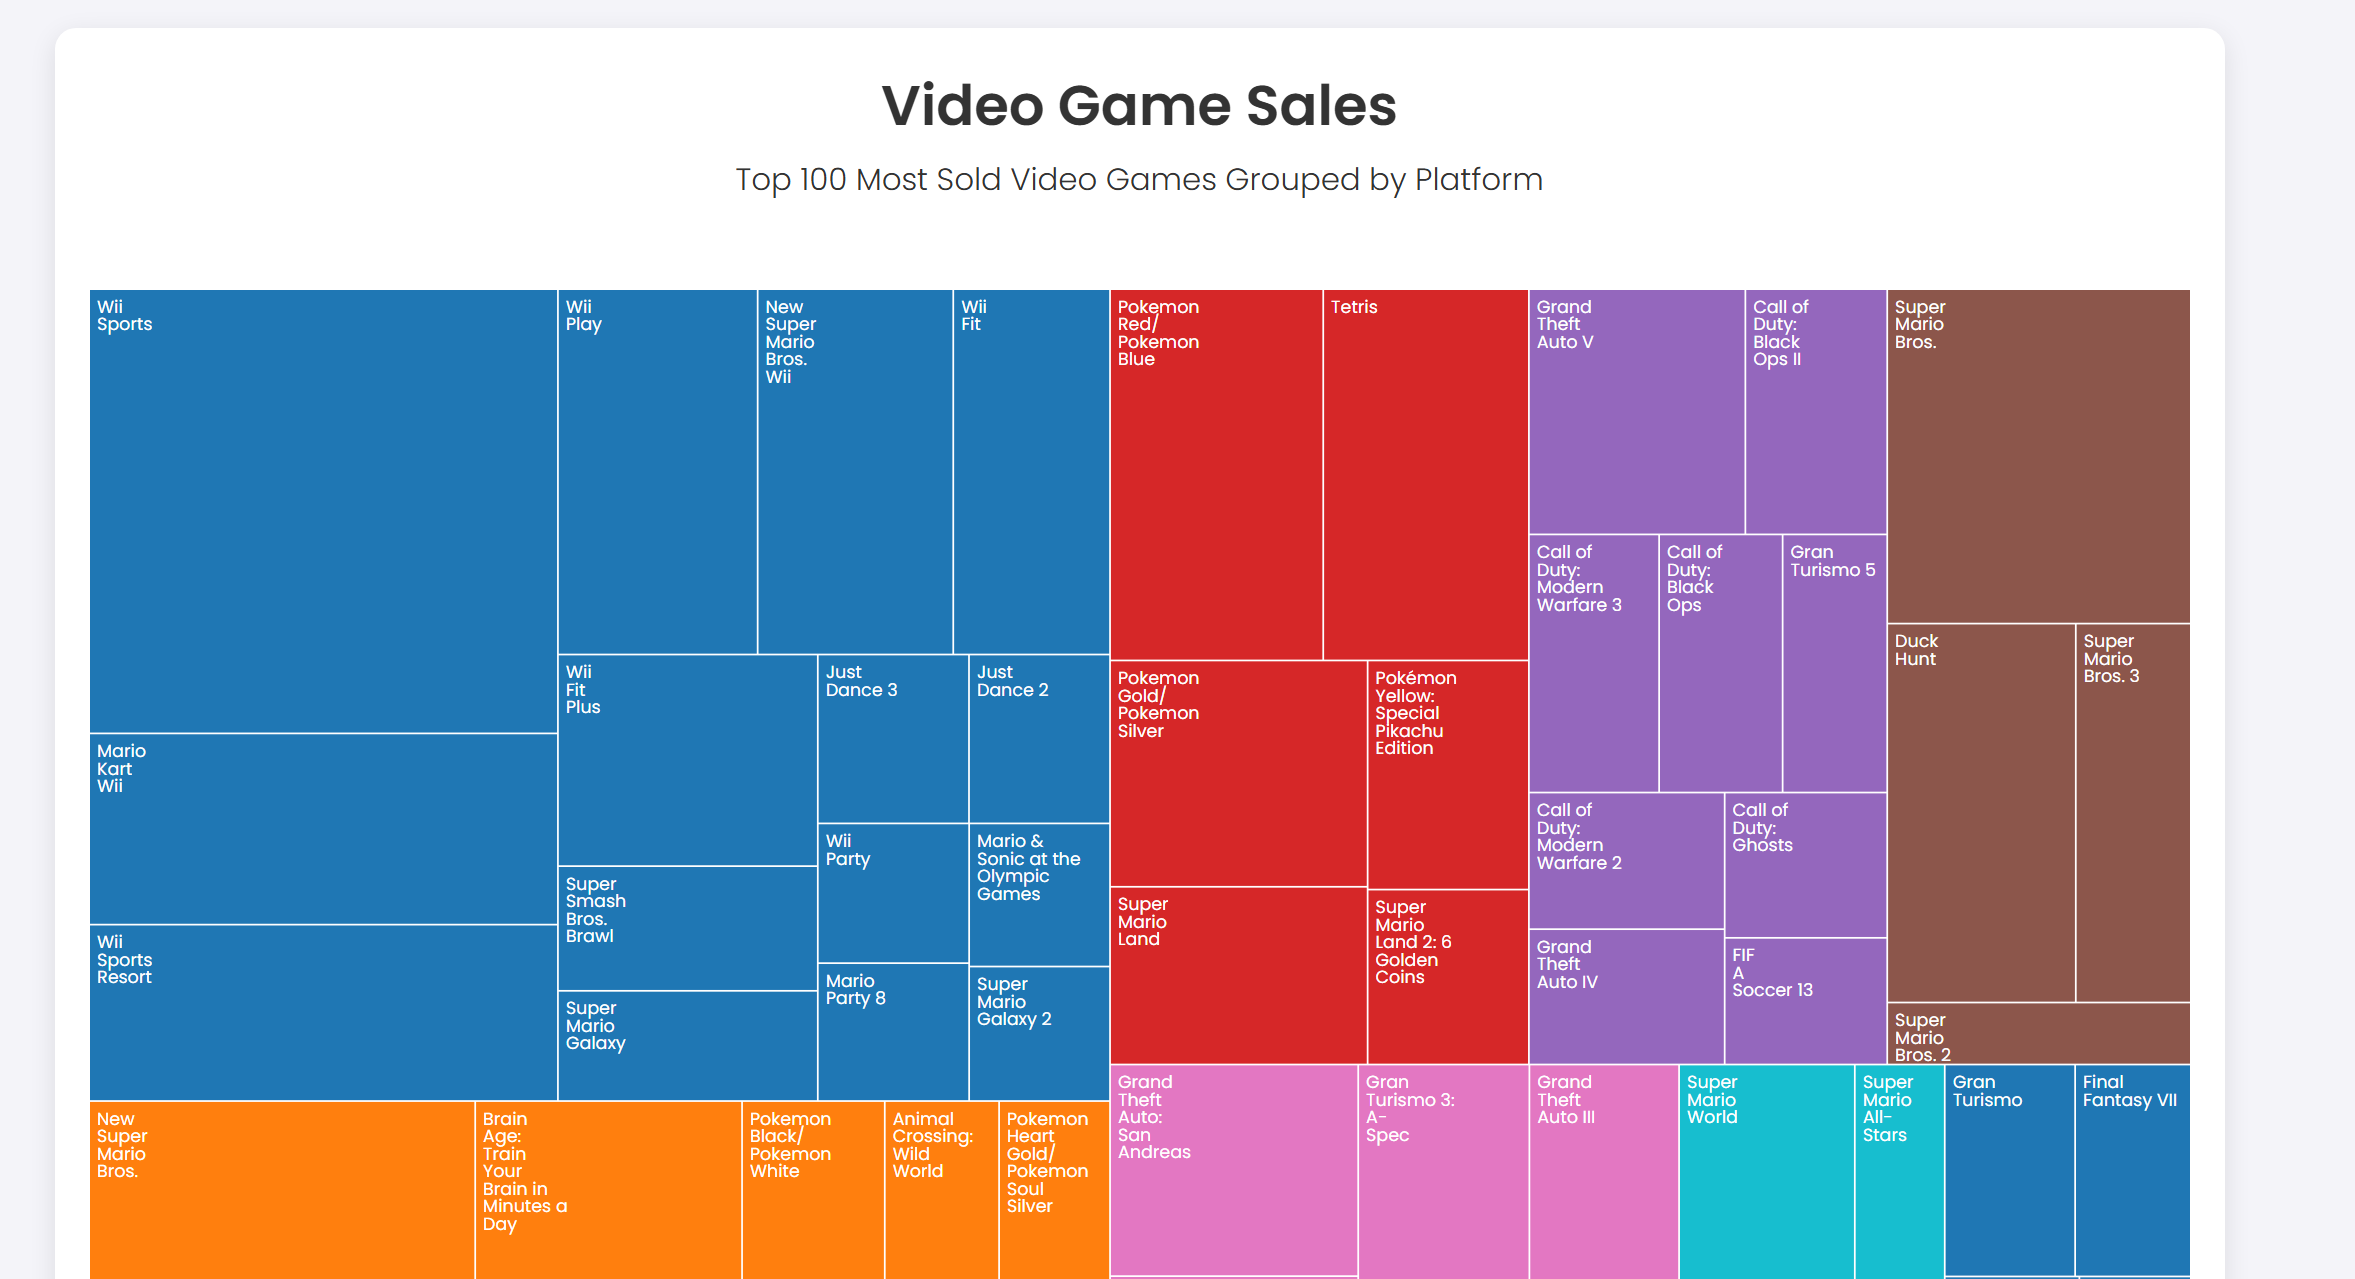 Video Game Sales
Top 100 Most Sold Video Games Grouped by Platform
Wii
Sports
Mario
Kart
Wii
Wii
Sports
Resort
Wii
Play
New
Super
Mario
Bros.
Wii
Wii
Fit
Wii
Fit
Plus
Just
Dance 3
Just
Dance 2
Super
Smash
Bros.
Brawl
Wii
Party
Mario &
Sonic at the
Olympic
Games
Super
Mario
Galaxy
Mario
Party 8
Super
Mario
Galaxy 2
New
Super
Mario
Bros.
Brain
Age:
Train
Your
Brain in
Minutes a
Day
Pokemon
Black/
Pokemon
White
Animal
Crossing:
Wild
World
Pokemon
Heart
Gold/
Pokemon
Soul
Silver
Pokemon
Red/
Pokemon
Blue
Tetris
Pokemon
Gold/
Pokemon
Silver
Pokémon
Yellow:
Special
Pikachu
Edition
Super
Mario
Land
Super
Mario
Land 2: 6
Golden
Coins
Grand
Theft
Auto V
Call of
Duty:
Black
Ops II
Call of
Duty:
Modern
Warfare 3
Call of
Duty:
Black
Ops
Gran
Turismo 5
Call of
Duty:
Modern
Warfare 2
Call of
Duty:
Ghosts
Grand
Theft
Auto IV
FIF
A
Soccer 13
Super
Mario
Bros.
Duck
Hunt
Super
Mario
Bros. 3
Super
Mario
Bros. 2
Grand
Theft
Auto:
San
Andreas
Gran
Turismo 3:
A-
Spec
Grand
Theft
Auto III
Super
Mario
World
Super
Mario
All-
Stars
Gran
Turismo
Final
Fantasy VII